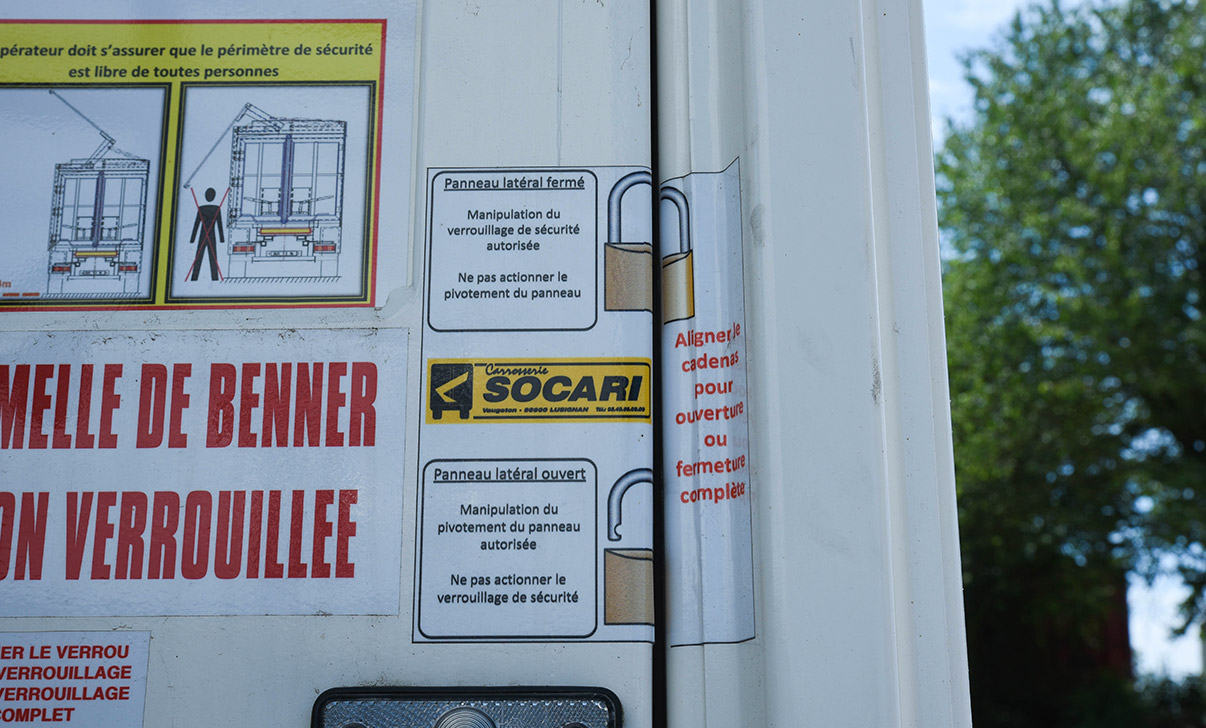 pérateur doit s'assurer que le périmètre de sécurité
est libre de toutes personnes
MELLE DE BENNER
ON VERROUILLEE
ER LE VERROU
VERROUILLAGE
VERROUILLAGE
OMPLET
Panneau latéral fermé
Manipulation du
verrouillage de sécurité
autorisée
Ne pas actionner le
pivotement du panneau
Carrosserie
SOCARI
Vaugeton - 86600 LUSIGNAN
Panneau latéral ouvert
Manipulation du
pivotement du panneau
autorisée
Ne pas actionner le
verrouillage de sécurité
Aligner le
cadenas
pour
ouverture
ou
fermeture
complète